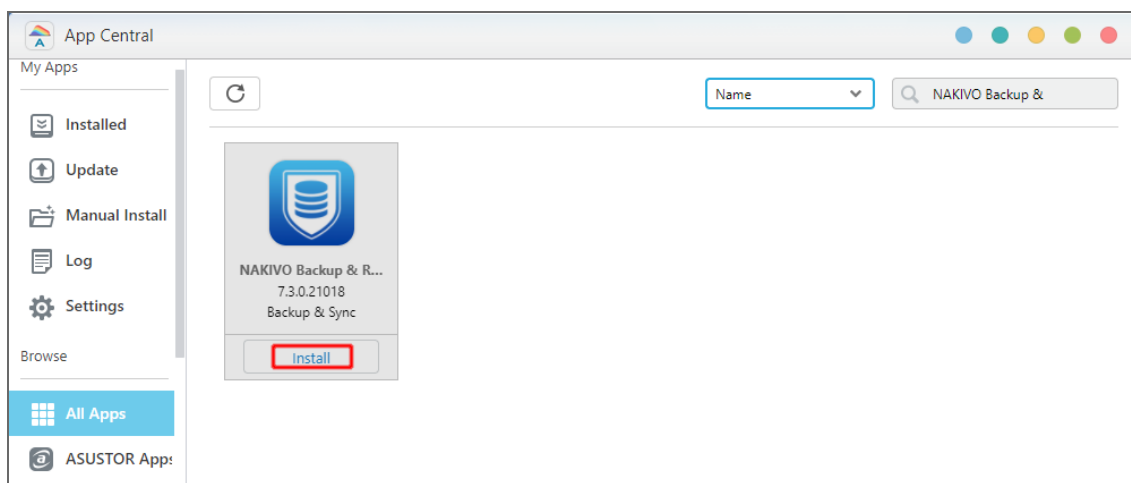 App Central
My Apps
Installed
Update
Manual Install
Log
Settings
Browse
All Apps
ASUSTOR Apps
Name
NAKIVO Backup &
NAKIVO Backup & R...
7.3.0.21018
Backup & Sync
Install